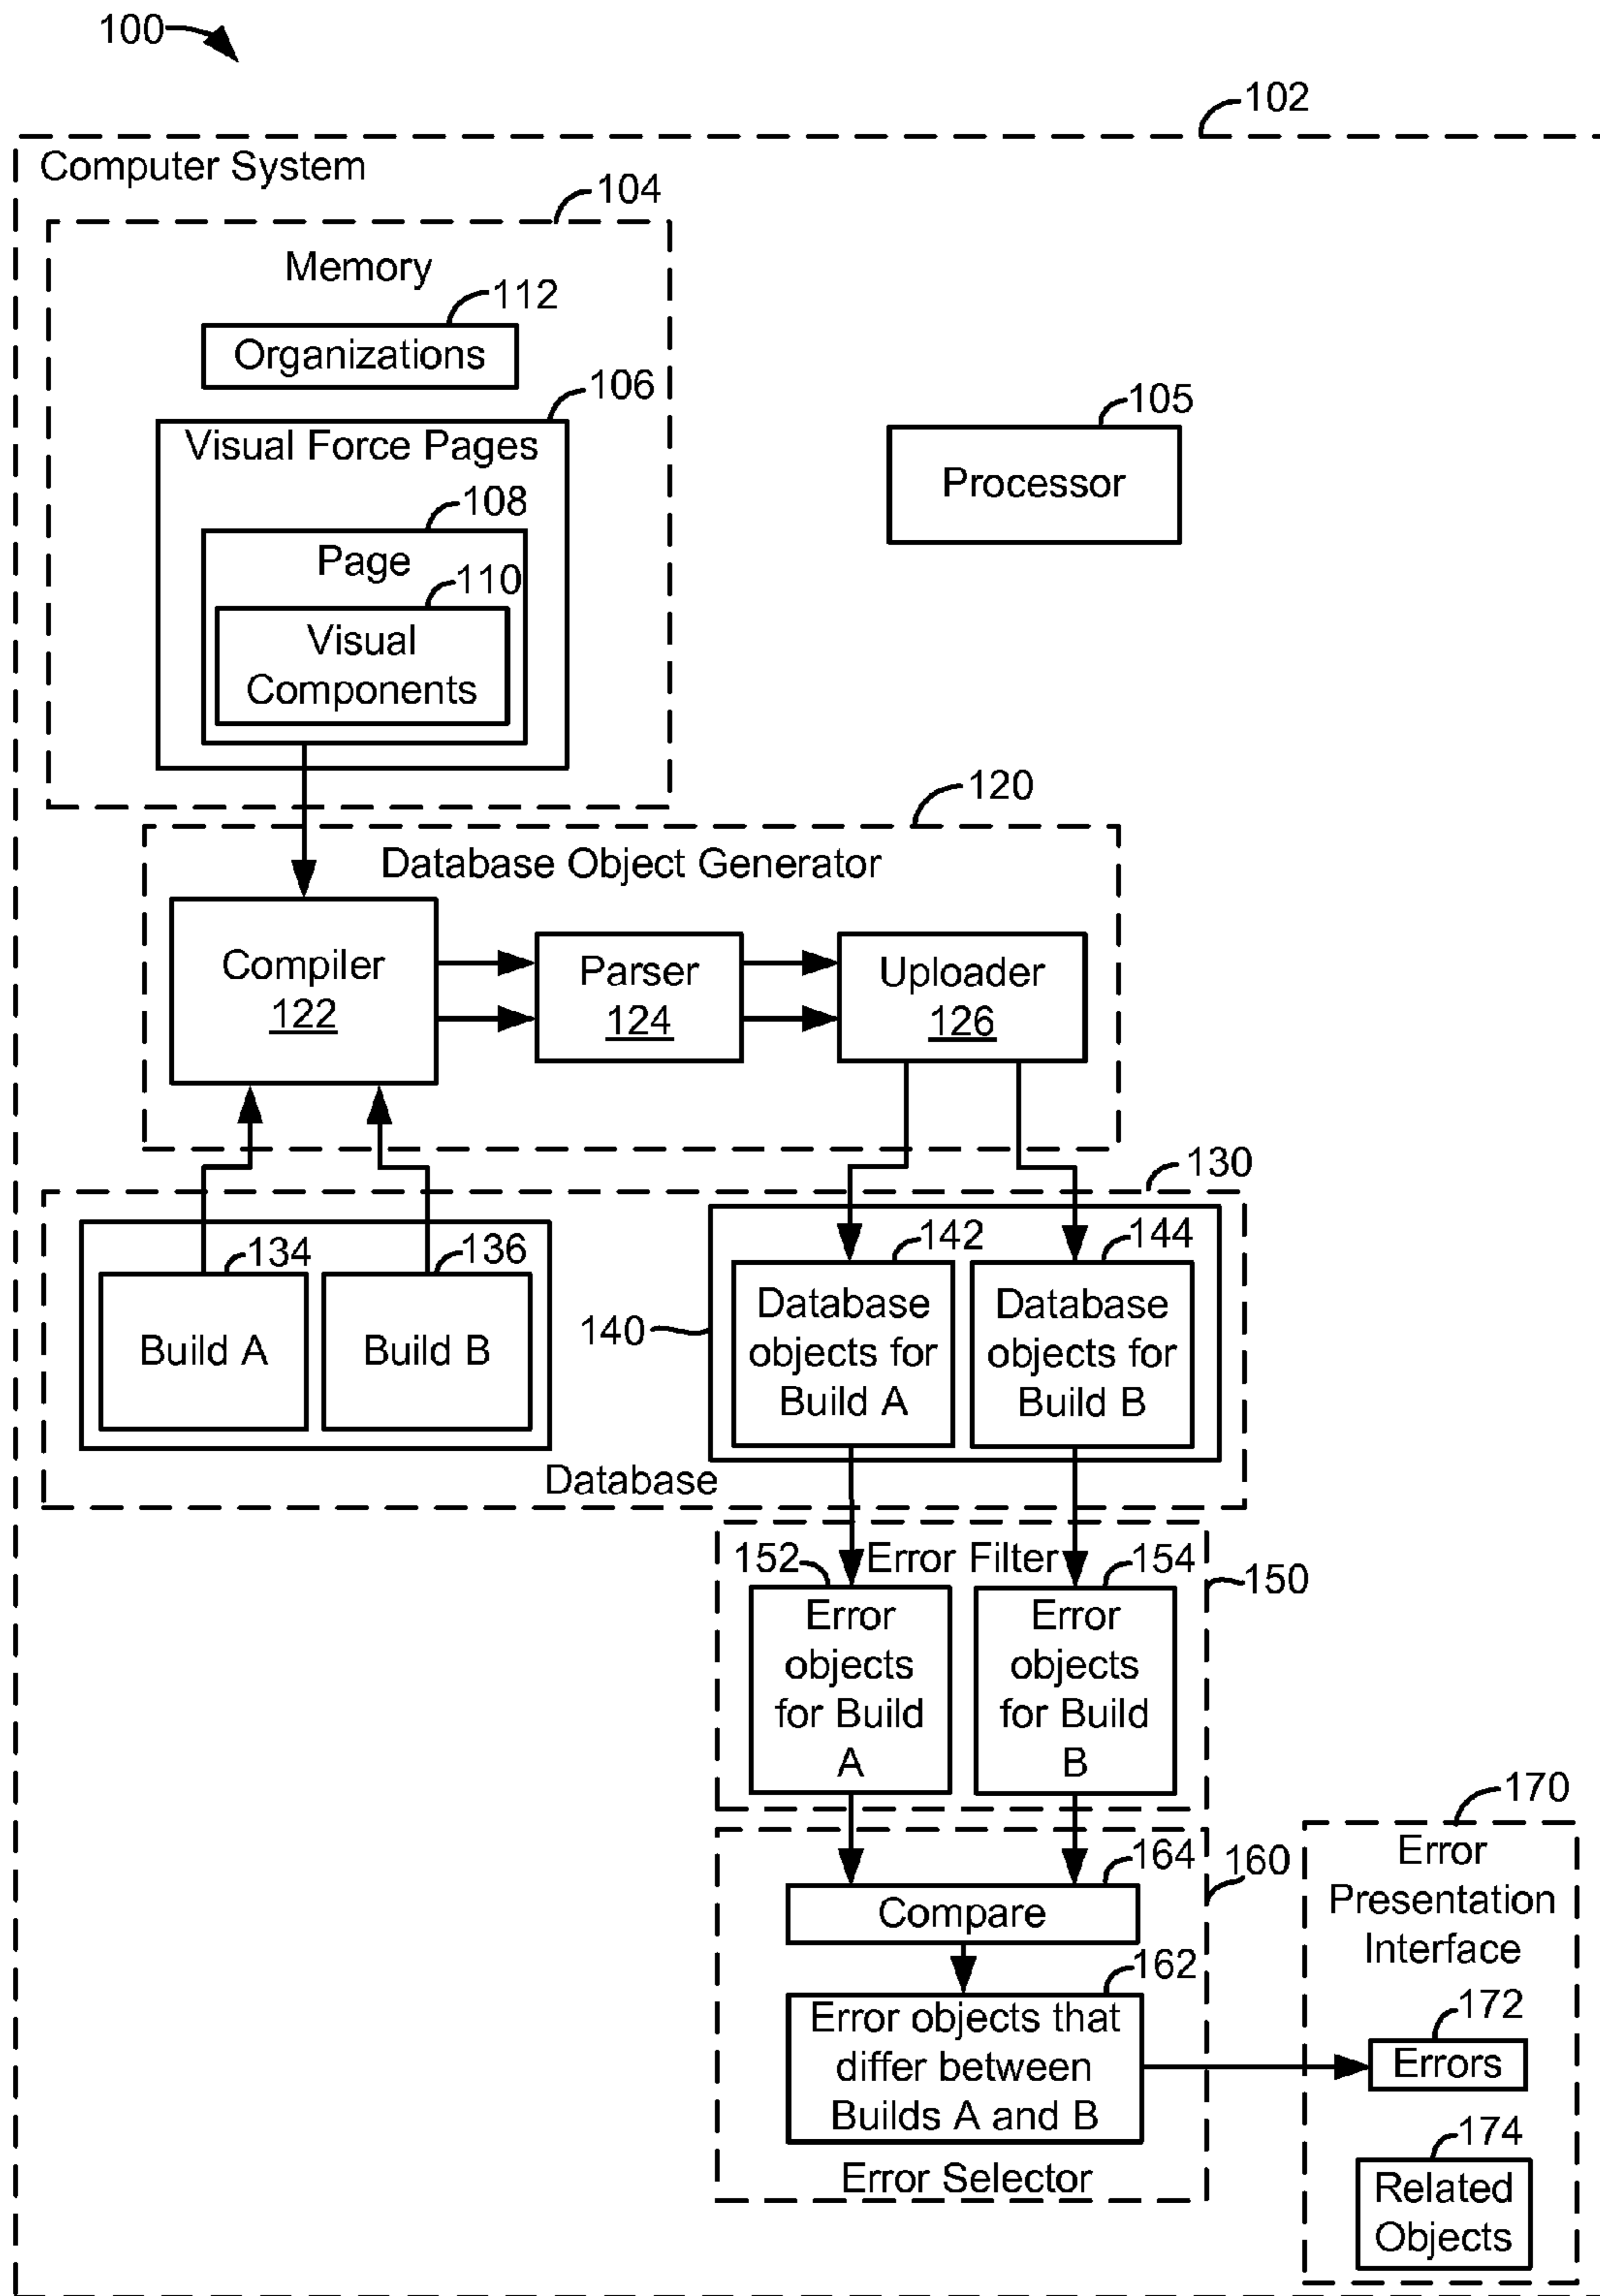 100
102
Computer System
104
Memory
112
Organizations
106
Visual Force Pages
105
Processor
108
Page
110
Visual
Components
120
Database Object Generator
Compiler
122
Parser
124
Uploader
126
130
134
136
142
144
Build A
Build B
140
Database
objects for
Build A
Database
objects for
Build B
Database
152
Error Filter
154
150
Error
objects
for Build
A
Error
objects
for Build
B
164
160
Compare
162
Error objects that
differ between
Builds A and B
Error Selector
170
Error
Presentation
Interface
172
Errors
174
Related
Objects